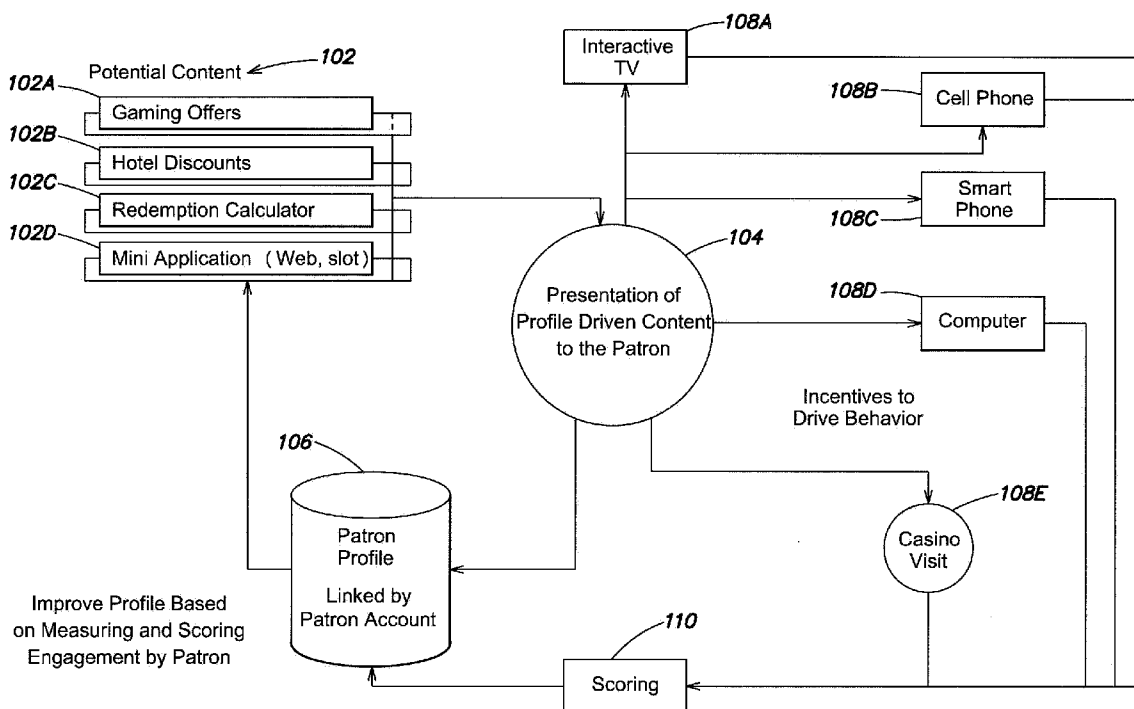 Potential Content
102
102A
Gaming Offers
102B
Hotel Discounts
102C
Redemption Calculator
102D
Mini Application (Web, slot)
108A
Interactive
TV
108B
Cell Phone
Smart
Phone
108C
104
Presentation of
Profile Driven Content
to the Patron
108D
Computer
Incentives to
Drive Behavior
108E
Casino
Visit
106
Patron
Profile
Linked by
Patron Account
Improve Profile Based
on Measuring and Scoring
Engagement by Patron
110
Scoring